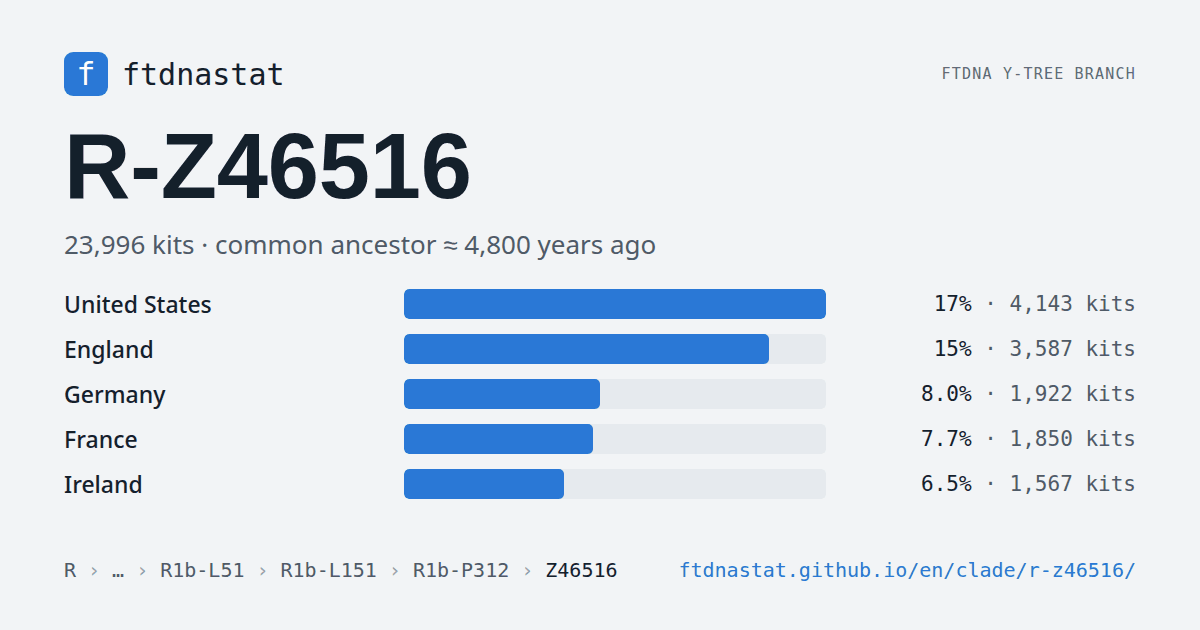 f ftdnastat
FTDNA Y-TREE BRANCH
R-Z46516
23,996 kits · common ancestor ≈ 4,800 years ago
United States 17% · 4,143 kits
England 15% · 3,587 kits
Germany 8.0% · 1,922 kits
France 7.7% · 1,850 kits
Ireland 6.5% · 1,567 kits
R › … › R1b-L51 › R1b-L151 › R1b-P312 › Z46516
ftdnastat.github.io/en/clade/r-z46516/